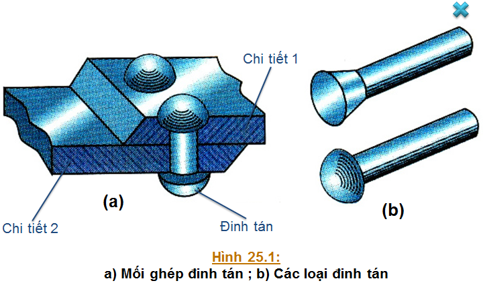 Chi tiết 1
(a)
(b)
Chi tiết 2
Đinh tán
Hình 25.1:
a) Mối ghép đinh tán ; b) Các loại đinh tán